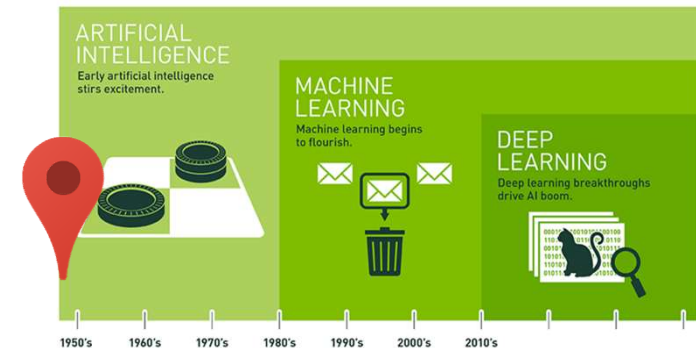 ARTIFICIAL
INTELLIGENCE
Early artificial intelligence
stirs excitement.
MACHINE
LEARNING
Machine learning begins
to flourish.
DEEP
LEARNING
Deep learning breakthroughs
drive AI boom.
1950's 1960's 1970's 1980's 1990's 2000's 2010's